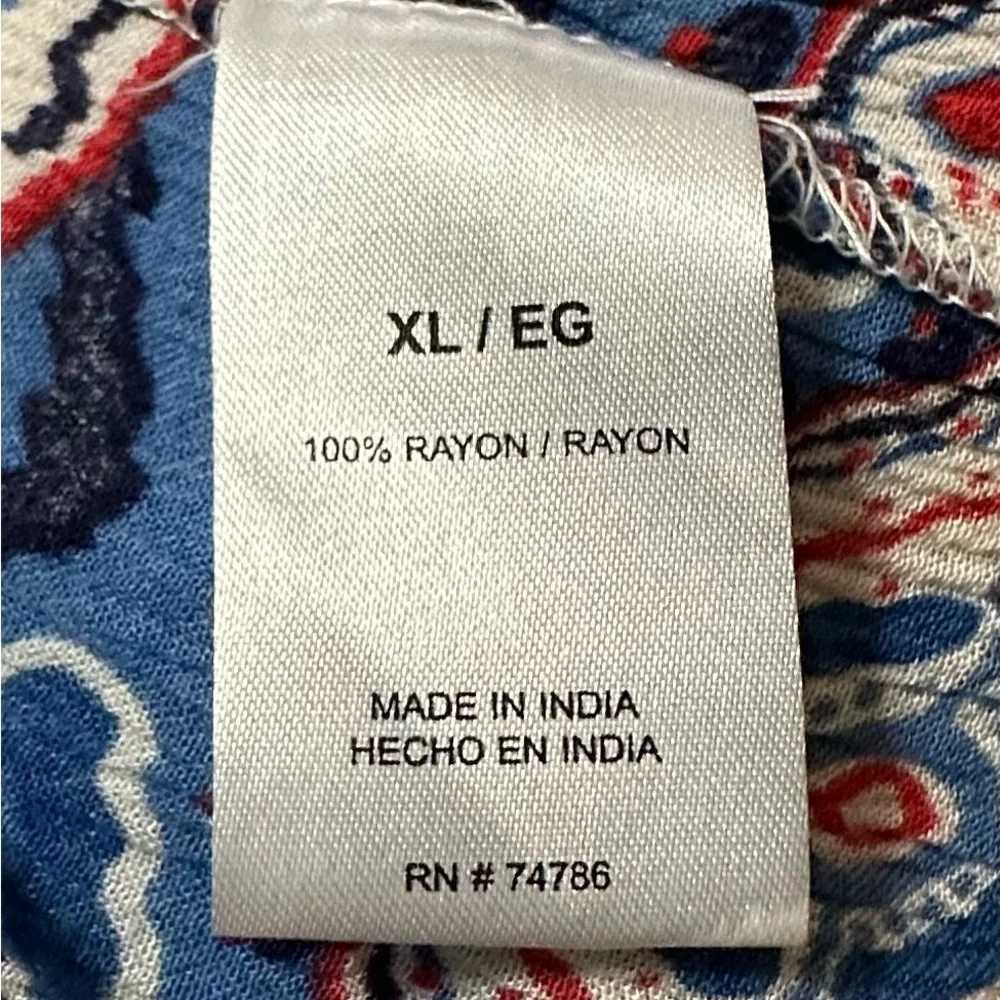 XL / EG
100% RAYON / RAYON
MADE IN INDIA
HECHO EN INDIA
RN # 74786